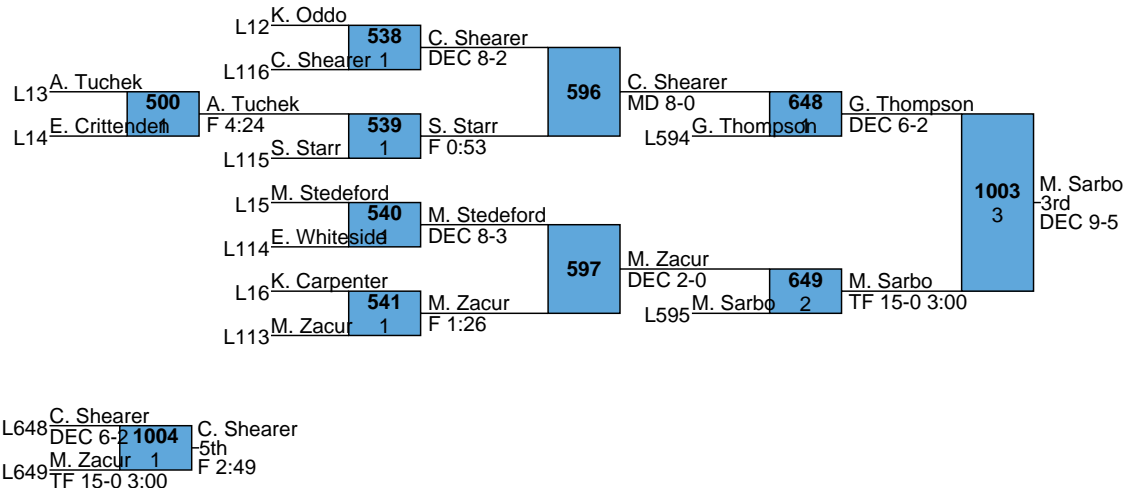 K. Oddo
L12
538
1
C. Shearer
DEC 8-2
C. Shearer
L116
A. Tuchek
L13
500
1
A. Tuchek
F 4:24
E. Crittenden
L14
539
1
S. Starr
F 0:53
S. Starr
L115
596
C. Shearer
MD 8-0
648
1
G. Thompson
DEC 6-2
G. Thompson
L594
M. Stedeford
L15
540
1
M. Stedeford
DEC 8-3
E. Whiteside
L114
597
M. Zacur
DEC 2-0
K. Carpenter
L16
541
1
M. Zacur
F 1:26
M. Zacur
L113
649
2
M. Sarbo
TF 15-0 3:00
M. Sarbo
L595
1003
3
M. Sarbo
3rd
DEC 9-5
L648
C. Shearer
DEC 6-2
1004
1
C. Shearer
5th
F 2:49
L649
M. Zacur
TF 15-0 3:00